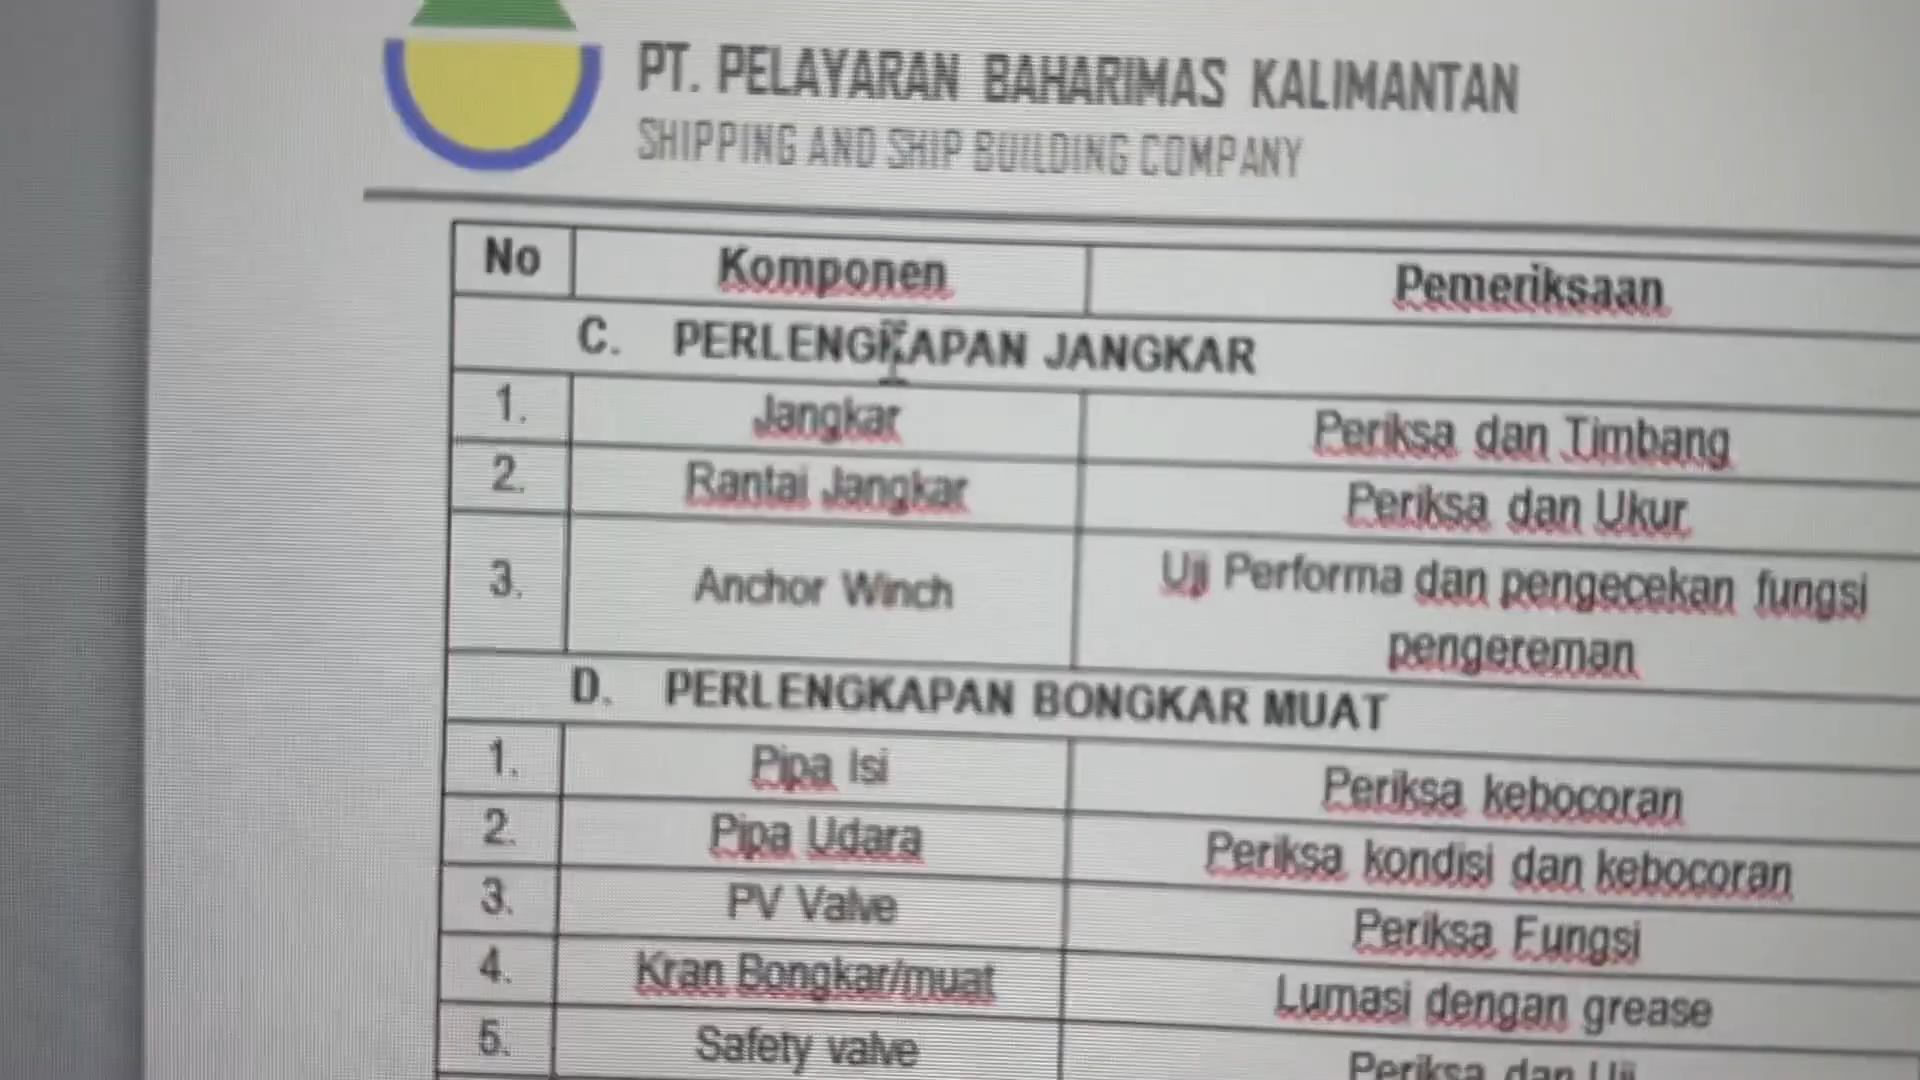 PT. PELAYARAN BAHARIMAS KALIMANTAN
SHIPPING AND SHIP BUILDING COMPANY
No Komponen Pemeriksaan
C. PERLENGKAPAN JANGKAR
1. Jangkar Periksa dan Timbang
2. Rantai Jangkar Periksa dan Ukur
3. Anchor Winch Uji Performa dan pengecekan fungsi
pengereman
D. PERLENGKAPAN BONGKAR MUAT
1. Pipa Isi Periksa kebocoran
2. Pipa Udara Periksa kondisi dan kebocoran
3. PV Valve Periksa Fungsi
4. Kran Bongkar/muat Lumasi dengan grease
5. Safety valve Periksa dan Uji